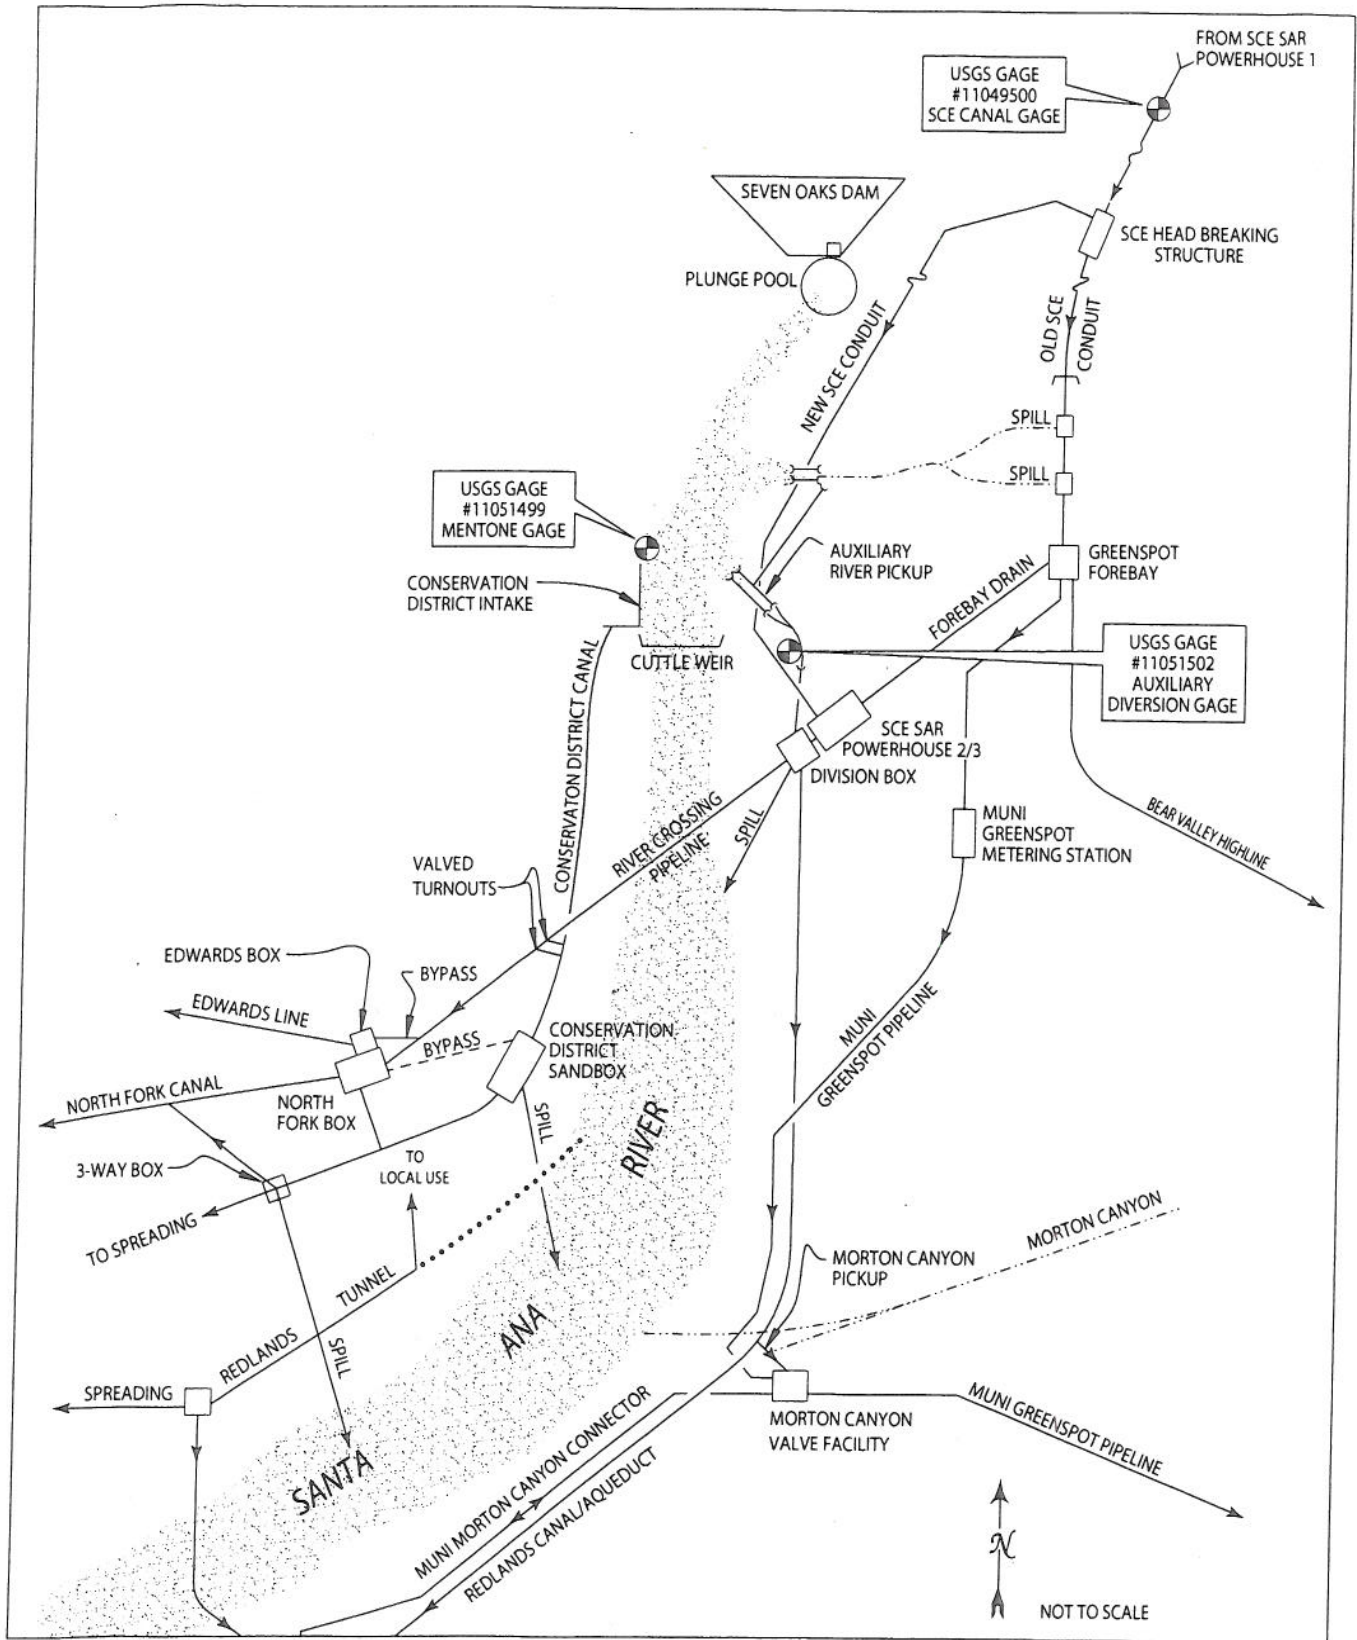 FROM SCE SAR
POWERHOUSE 1
USGS GAGE
#11049500
SCE CANAL GAGE
SEVEN OAKS DAM
SCE HEAD BREAKING
STRUCTURE
PLUNGE POOL
NEW SCE CONDUIT
OLD SCE
CONDUIT
SPILL
SPILL
USGS GAGE
#11051499
MENTONE GAGE
AUXILIARY
RIVER PICKUP
GREENSPOT
FOREBAY
CONSERVATION
DISTRICT INTAKE
FOREBAY DRAIN
USGS GAGE
#11051502
AUXILIARY
DIVERSION GAGE
CUTTLE WEIR
CONSERVATON DISTRICT CANAL
SCE SAR
POWERHOUSE 2/3
DIVISION BOX
RIVER CROSSING
PIPELINE
SPILL
MUNI
GREENSPOT
METERING STATION
BEAR VALLEY HIGHLINE
VALVED
TURNOUTS
EDWARDS BOX
BYPASS
EDWARDS LINE
BYPASS
CONSERVATION
DISTRICT
SANDBOX
MUNI
GREENSPOT PIPELINE
NORTH FORK CANAL
NORTH
FORK BOX
SPILL
RIVER
3-WAY BOX
TO
LOCAL USE
TO SPREADING
MORTON CANYON
MORTON CANYON
PICKUP
TUNNEL
REDLANDS
ANA
SPILL
SPREADING
MORTON CANYON
VALVE FACILITY
MUNI GREENSPOT PIPELINE
SANTA
MUNI MORTON CANYON CONNECTOR
REDLANDS CANAL/AQUEDUCT
N
NOT TO SCALE